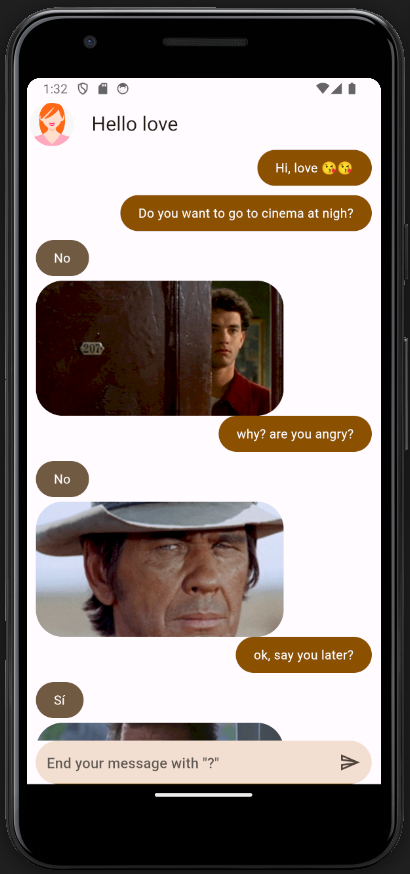 1:32
Hello love
Hi, love 😘😘
Do you want to go to cinema at nigh?
No
207
why? are you angry?
No
ok, say you later?
Sí
End your message with "?"